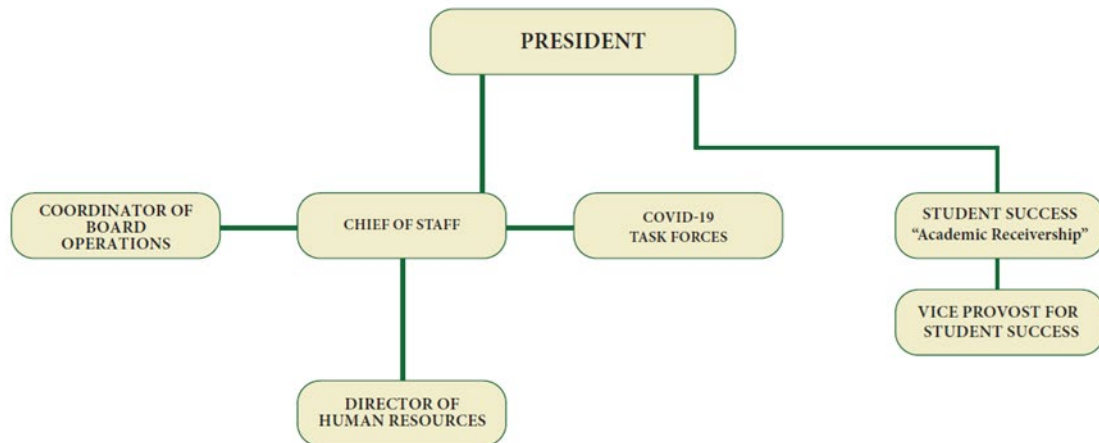 PRESIDENT
COORDINATOR OF
BOARD
OPERATIONS
CHIEF OF STAFF
COVID-19
TASK FORCES
STUDENT SUCCESS
“Academic Receivership”
VICE PROVOST FOR
STUDENT SUCCESS
DIRECTOR OF
HUMAN RESOURCES